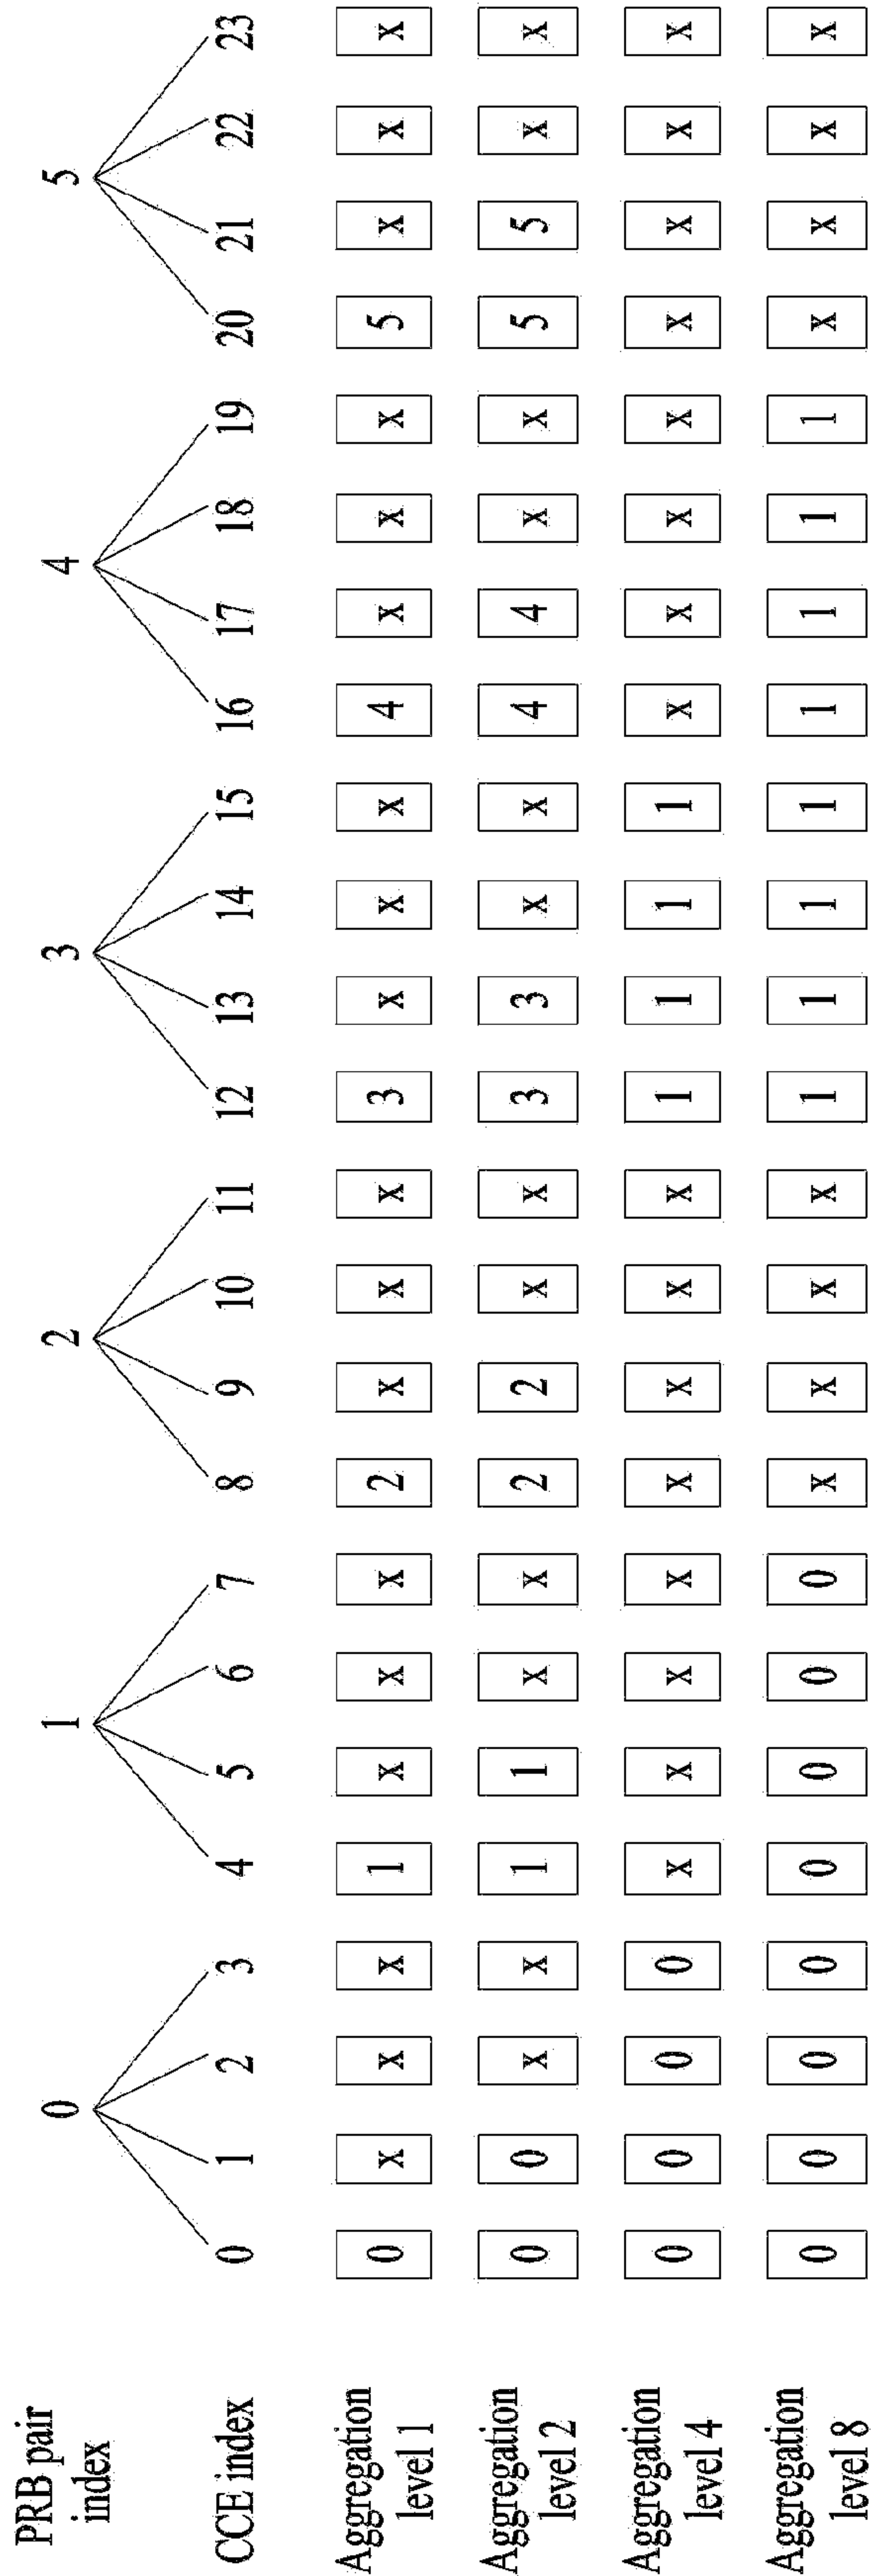 PRB pair index 0 1 2 3 4 5
CCE index 0 1 2 3 4 5 6 7 8 9 10 11 12 13 14 15 16 17 18 19 20 21 22 23
Aggregation level 1 0 x x x 1 x x x 2 x x x 3 x x x 4 x x x 5 x x x
Aggregation level 2 0 0 x x 1 1 x x 2 2 x x 3 3 x x 4 4 x x 5 5 x x
Aggregation level 4 0 0 0 0 x x x x x x x x 1 1 1 1 x x x x x x x x
Aggregation level 8 0 0 0 0 0 0 0 0 x x x x 1 1 1 1 1 1 1 1 x x x x